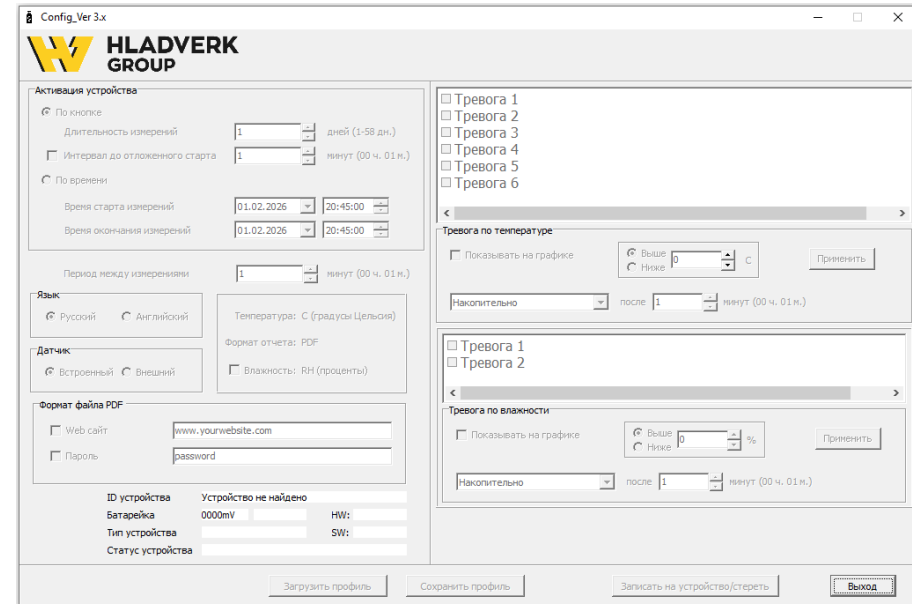 Config_Ver 3.x
HLADVERK
GROUP
Активация устройства
По кнопке
Длительность измерений 1 дней (1-58 дн.)
Интервал до отложенного старта 1 минут (00 ч. 01 м.)
По времени
Время старта измерений 01.02.2026 20:45:00
Время окончания измерений 01.02.2026 20:45:00
Период между измерениями 1 минут (00 ч. 01 м.)
Язык
Русский Английский
Датчик
Встроенный Внешний
Температура: C (градусы Цельсия)
Формат отчета: PDF
Влажность: RH (проценты)
Формат файла PDF
Web сайт www.yourwebsite.com
Пароль password
ID устройства Устройство не найдено
Батарейка 0000mV HW:
Тип устройства SW:
Статус устройства
Тревога 1
Тревога 2
Тревога 3
Тревога 4
Тревога 5
Тревога 6
Тревога по температуре
Показывать на графике Выше 0 C Применить
Ниже
Накопительно после 1 минут (00 ч. 01 м.)
Тревога 1
Тревога 2
Тревога по влажности
Показывать на графике Выше 0 % Применить
Ниже
Накопительно после 1 минут (00 ч. 01 м.)
Загрузить профиль Сохранить профиль Записать на устройство/стереть Выход